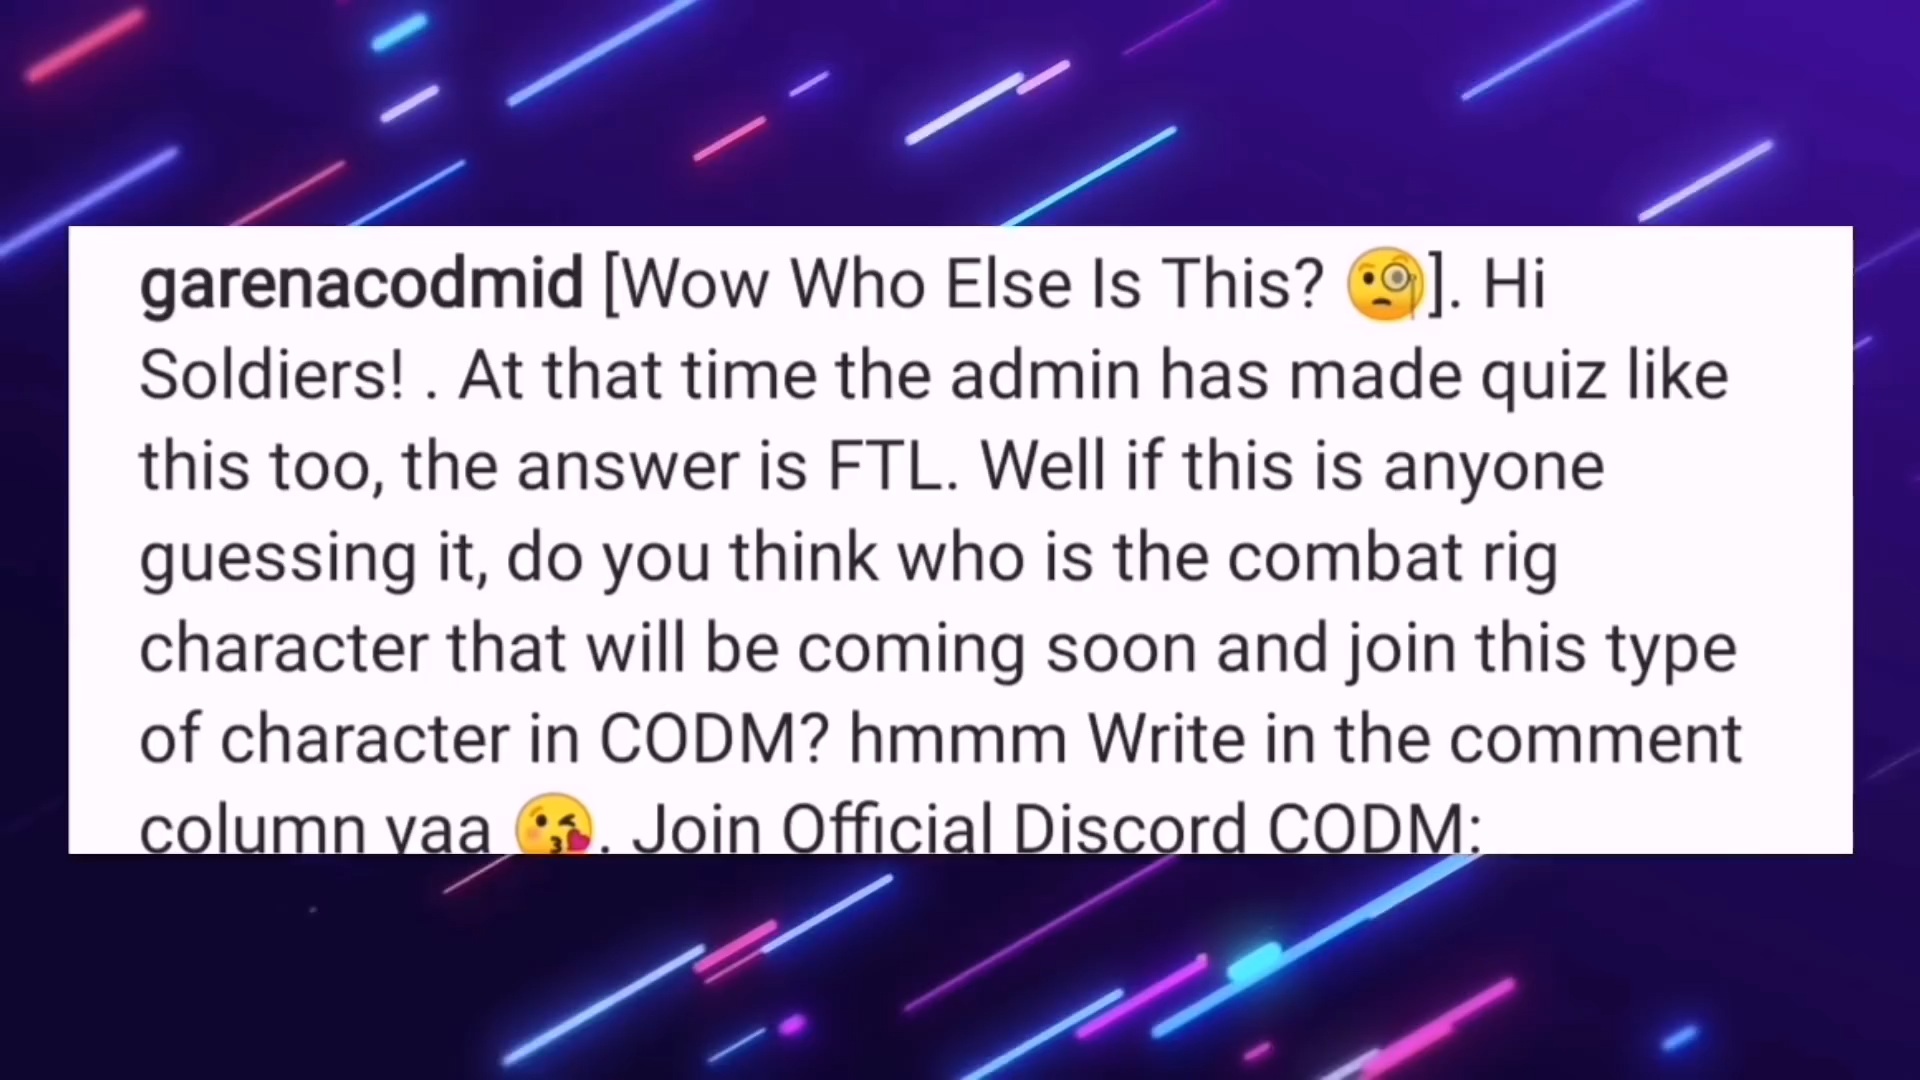 garenacodmid [Wow Who Else Is This? 🧐]. Hi
Soldiers! . At that time the admin has made quiz like
this too, the answer is FTL. Well if this is anyone
guessing it, do you think who is the combat rig
character that will be coming soon and join this type
of character in CODM? hmmm Write in the comment
column yaa 😘. Join Official Discord CODM: